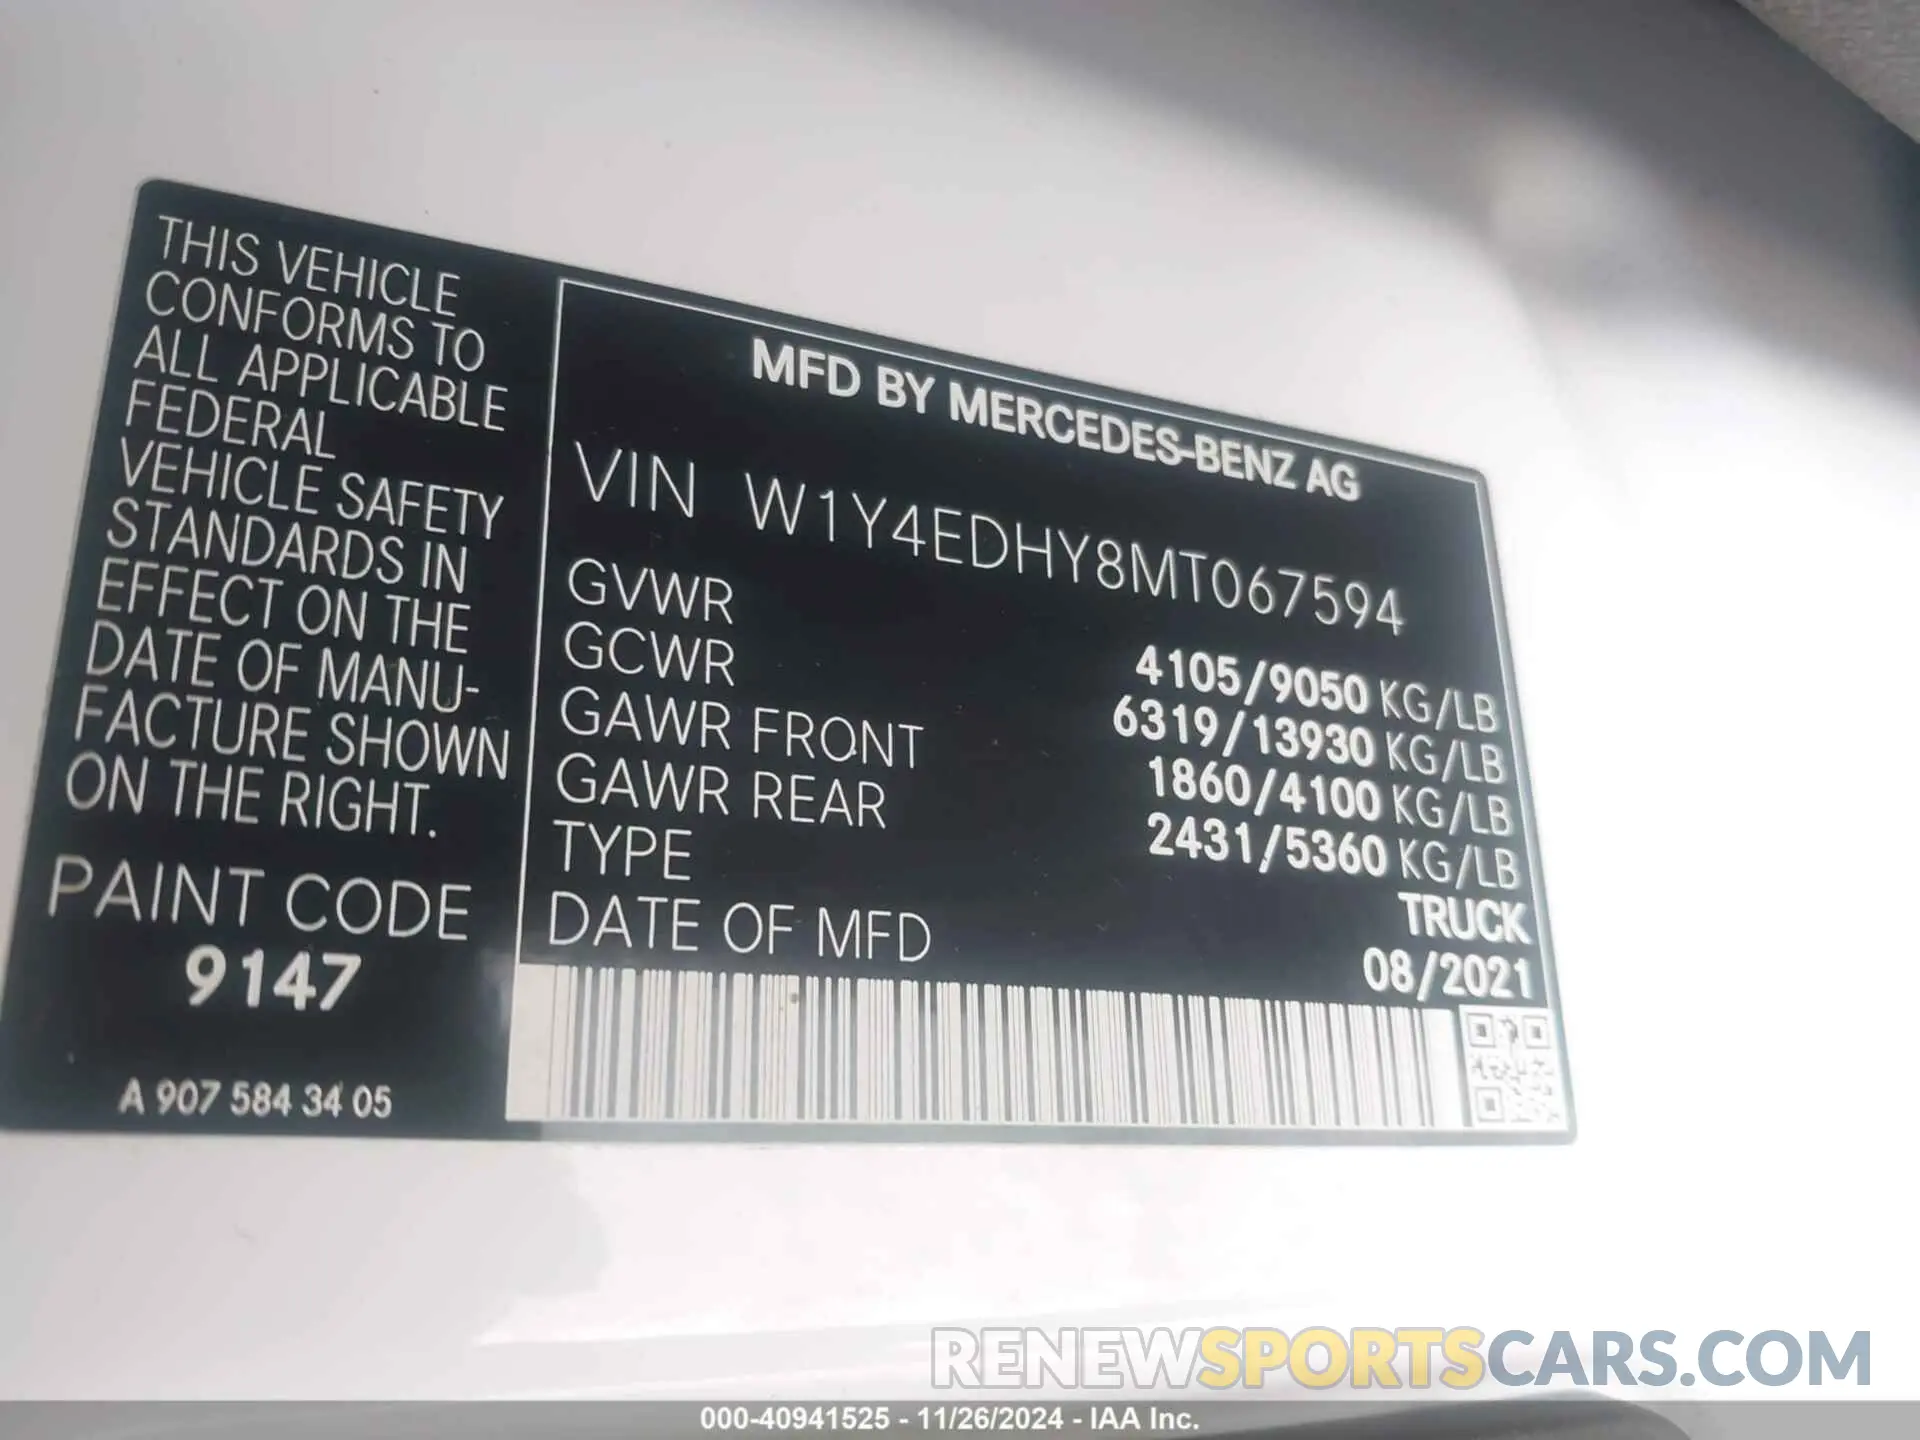 THIS VEHICLE
CONFORMS TO
ALL APPLICABLE
FEDERAL
VEHICLE SAFETY
STANDARDS IN
EFFECT ON THE
DATE OF MANU-
FACTURE SHOWN
ON THE RIGHT.
PAINT CODE
9147
A 907 584 34 05
MFD BY MERCEDES-BENZ AG
VIN W1Y4EDHY8MT067594
GVWR 4105/9050 KG/LB
GCWR 6319/13930 KG/LB
GAWR FRONT 1860/4100 KG/LB
GAWR REAR 2431/5360 KG/LB
TYPE TRUCK
DATE OF MFD 08/2021
RENEWSPORTSCARS.COM
000-40941525 - 11/26/2024 - IAA Inc.